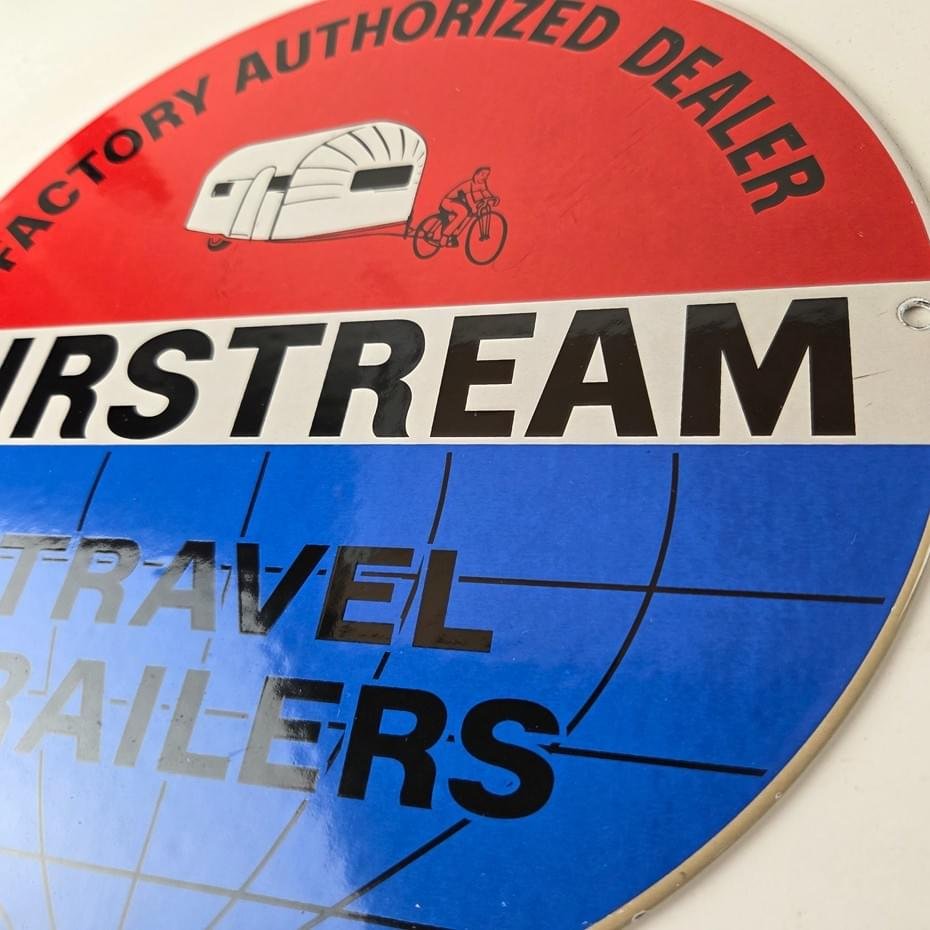 FACTORY AUTHORIZED DEALER
IRSTREAM
TRAVEL
RAILERS